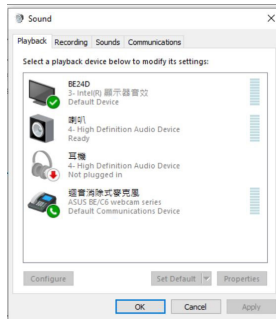 Sound
Playback
Recording
Sounds
Communications
Select a playback device below to modify its settings:
BE24D
3- Intel(R) 顯示器音效
Default Device
喇叭
4- High Definition Audio Device
Ready
耳機
4- High Definition Audio Device
Not plugged in
迴音消除式麥克風
ASUS BE/C6 webcam series
Default Communications Device
Configure
Set Default
Properties
OK
Cancel
Apply